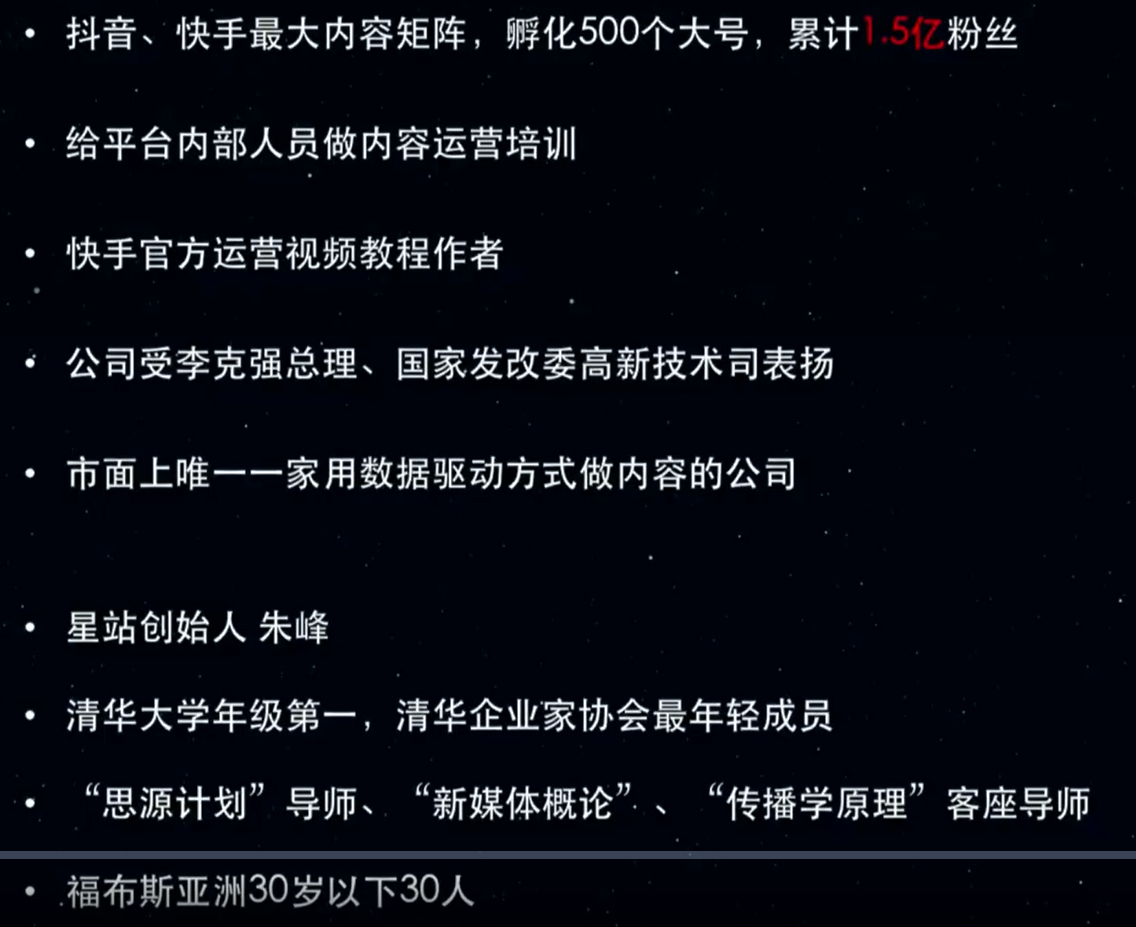 • 抖音、快手最大内容矩阵，孵化500个大号，累计1.5亿粉丝
• 给平台内部人员做内容运营培训
• 快手官方运营视频教程作者
• 公司受李克强总理、国家发改委高新技术司表扬
• 市面上唯一一家用数据驱动方式做内容的公司
• 星站创始人 朱峰
• 清华大学年级第一，清华企业家协会最年轻成员
• “思源计划”导师、“新媒体概论”、“传播学原理”客座导师
• 福布斯亚洲30岁以下30人